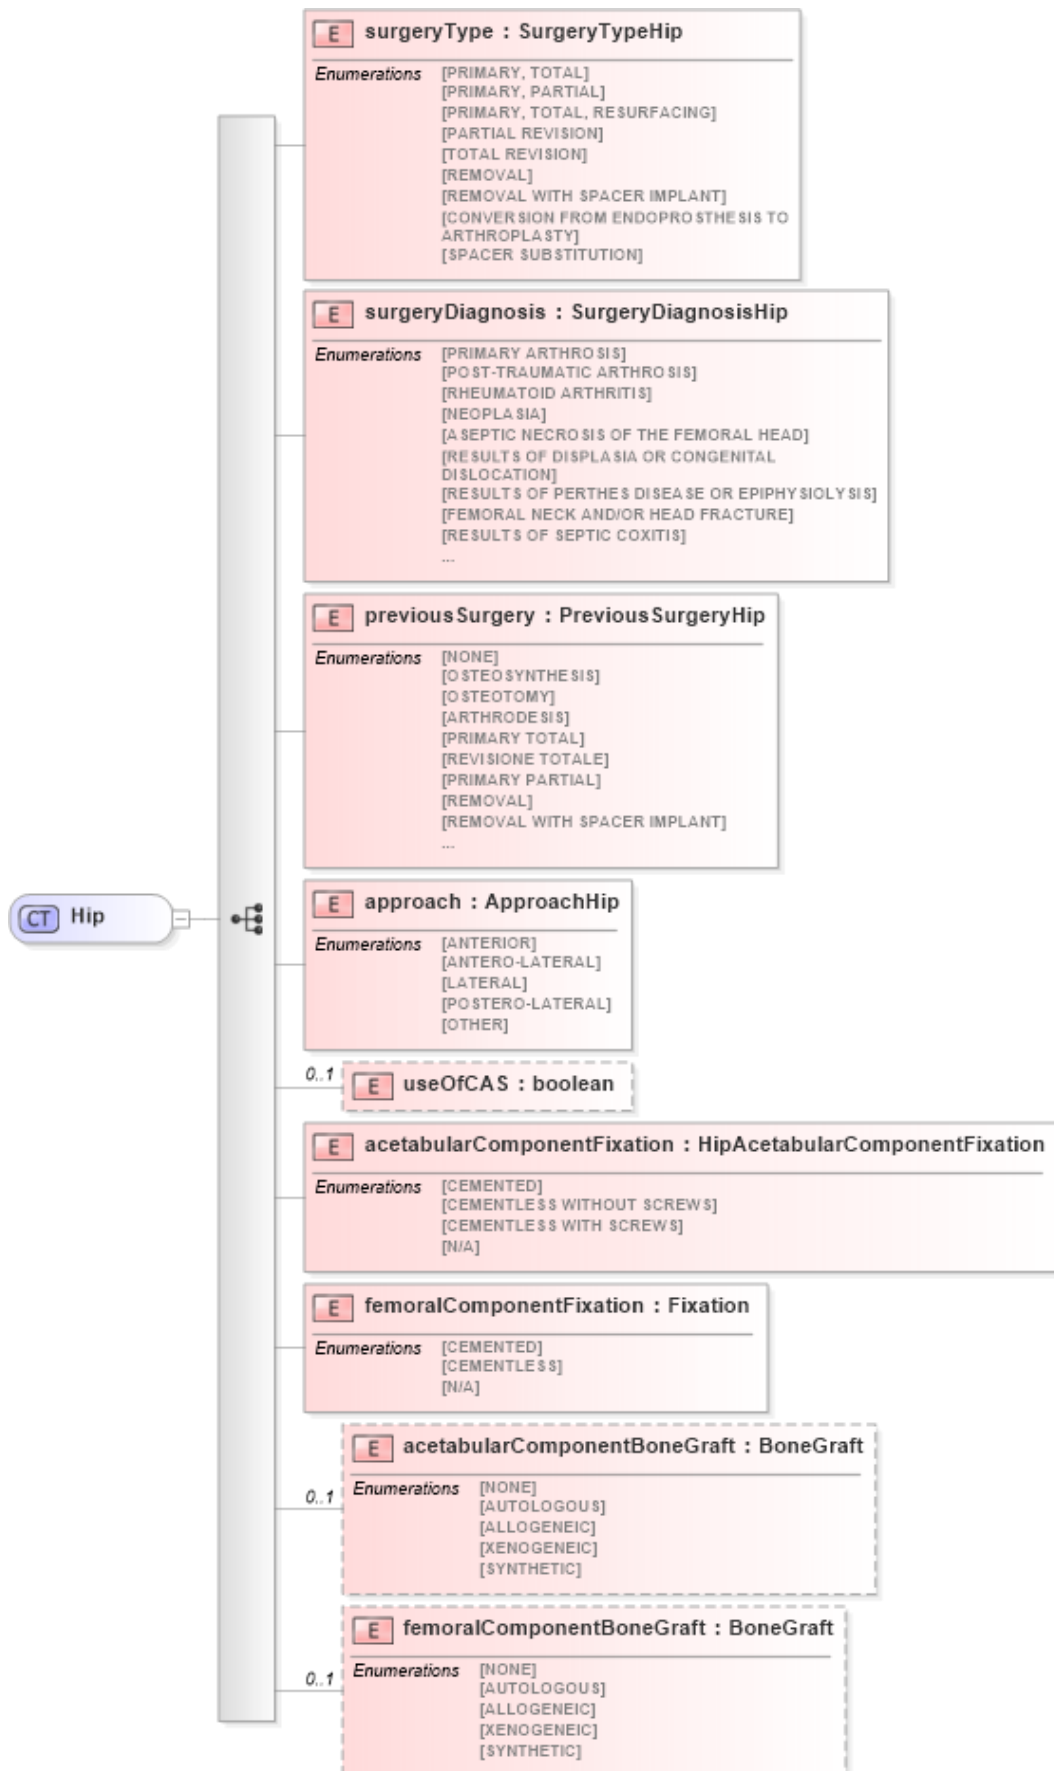 E surgeryType : SurgeryTypeHip
Enumerations [PRIMARY, TOTAL]
[PRIMARY, PARTIAL]
[PRIMARY, TOTAL, RESURFACING]
[PARTIAL REVISION]
[TOTAL REVISION]
[REMOVAL]
[REMOVAL WITH SPACER IMPLANT]
[CONVERSION FROM ENDOPROSTHESIS TO
ARTHROPLASTY]
[SPACER SUBSTITUTION]
E surgeryDiagnosis : SurgeryDiagnosisHip
Enumerations [PRIMARY ARTHROSIS]
[POST-TRAUMATIC ARTHROSIS]
[RHEUMATOID ARTHRITIS]
[NEOPLASIA]
[ASEPTIC NECROSIS OF THE FEMORAL HEAD]
[RESULTS OF DISPLASIA OR CONGENITAL
DISLOCATION]
[RESULTS OF PERTHES DISEASE OR EPIPHYSIOLYSIS]
[FEMORAL NECK AND/OR HEAD FRACTURE]
[RESULTS OF SEPTIC COXITIS]
...
E previousSurgery : PreviousSurgeryHip
Enumerations [NONE]
[OSTEOSYNTHESIS]
[OSTEOTOMY]
[ARTHRODESIS]
[PRIMARY TOTAL]
[REVISIONE TOTALE]
[PRIMARY PARTIAL]
[REMOVAL]
[REMOVAL WITH SPACER IMPLANT]
...
CT Hip
E approach : ApproachHip
Enumerations [ANTERIOR]
[ANTERO-LATERAL]
[LATERAL]
[POSTERO-LATERAL]
[OTHER]
0..1 E useOfCAS : boolean
E acetabularComponentFixation : HipAcetabularComponentFixation
Enumerations [CEMENTED]
[CEMENTLESS WITHOUT SCREWS]
[CEMENTLESS WITH SCREWS]
[N/A]
E femoralComponentFixation : Fixation
Enumerations [CEMENTED]
[CEMENTLESS]
[N/A]
E acetabularComponentBoneGraft : BoneGraft
0..1 Enumerations [NONE]
[AUTOLOGOUS]
[ALLOGENEIC]
[XENOGENEIC]
[SYNTHETIC]
E femoralComponentBoneGraft : BoneGraft
0..1 Enumerations [NONE]
[AUTOLOGOUS]
[ALLOGENEIC]
[XENOGENEIC]
[SYNTHETIC]